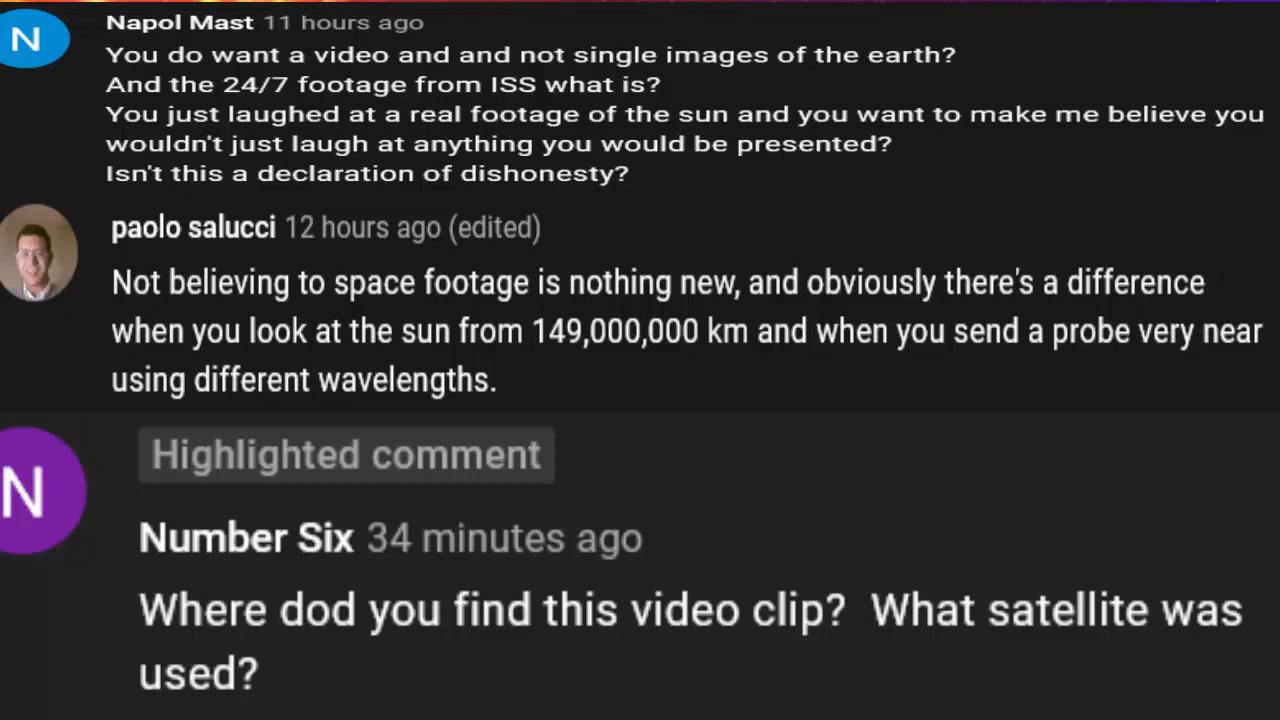 N
Napol Mast 11 hours ago
You do want a video and and not single images of the earth?
And the 24/7 footage from ISS what is?
You just laughed at a real footage of the sun and you want to make me believe you
wouldn't just laugh at anything you would be presented?
Isn't this a declaration of dishonesty?
paolo salucci 12 hours ago (edited)
Not believing to space footage is nothing new, and obviously there's a difference
when you look at the sun from 149,000,000 km and when you send a probe very near
using different wavelengths.
Highlighted comment
N
Number Six 34 minutes ago
Where dod you find this video clip? What satellite was
used?